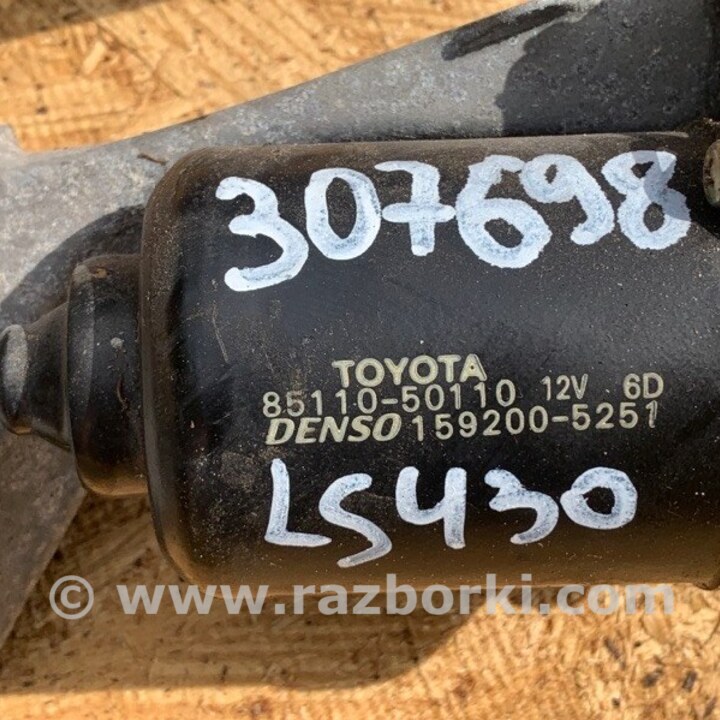 307698
TOYOTA
85110-50110 12V 6D
DENSO 159200-5251
LS430
© www.razborki.com